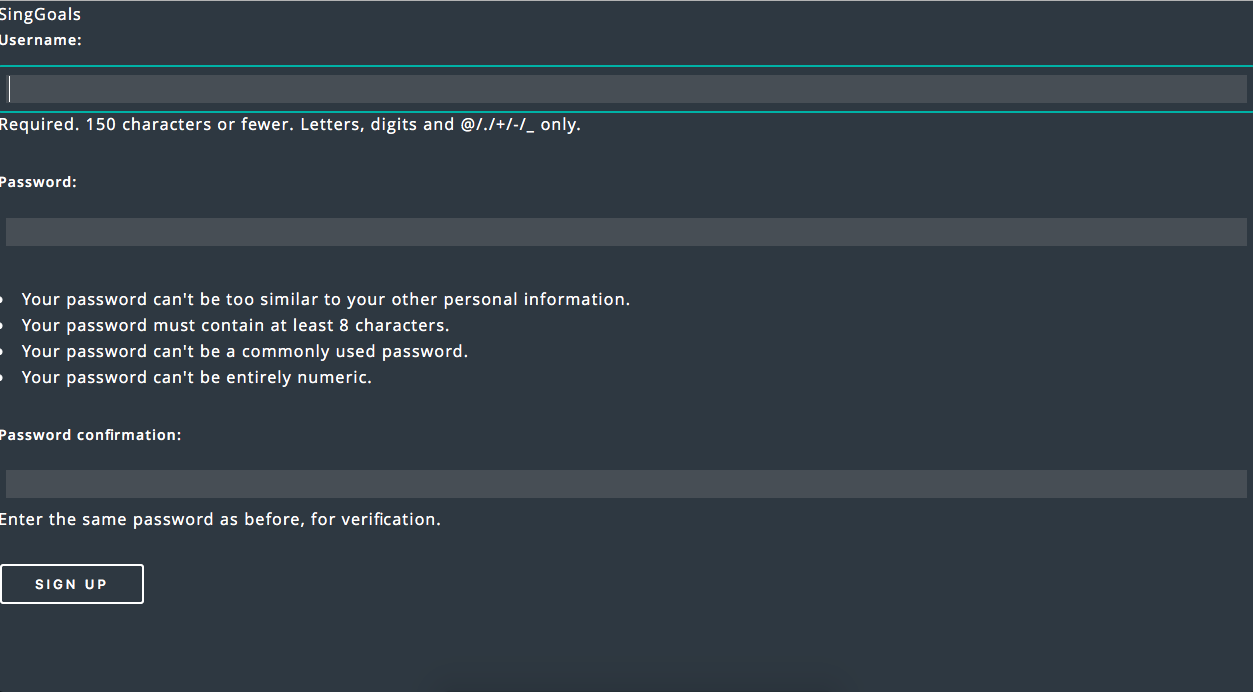 SingGoals
Username:
Required. 150 characters or fewer. Letters, digits and @/./+/-/_ only.
Password:
Your password can't be too similar to your other personal information.
Your password must contain at least 8 characters.
Your password can't be a commonly used password.
Your password can't be entirely numeric.
Password confirmation:
Enter the same password as before, for verification.
SIGN UP